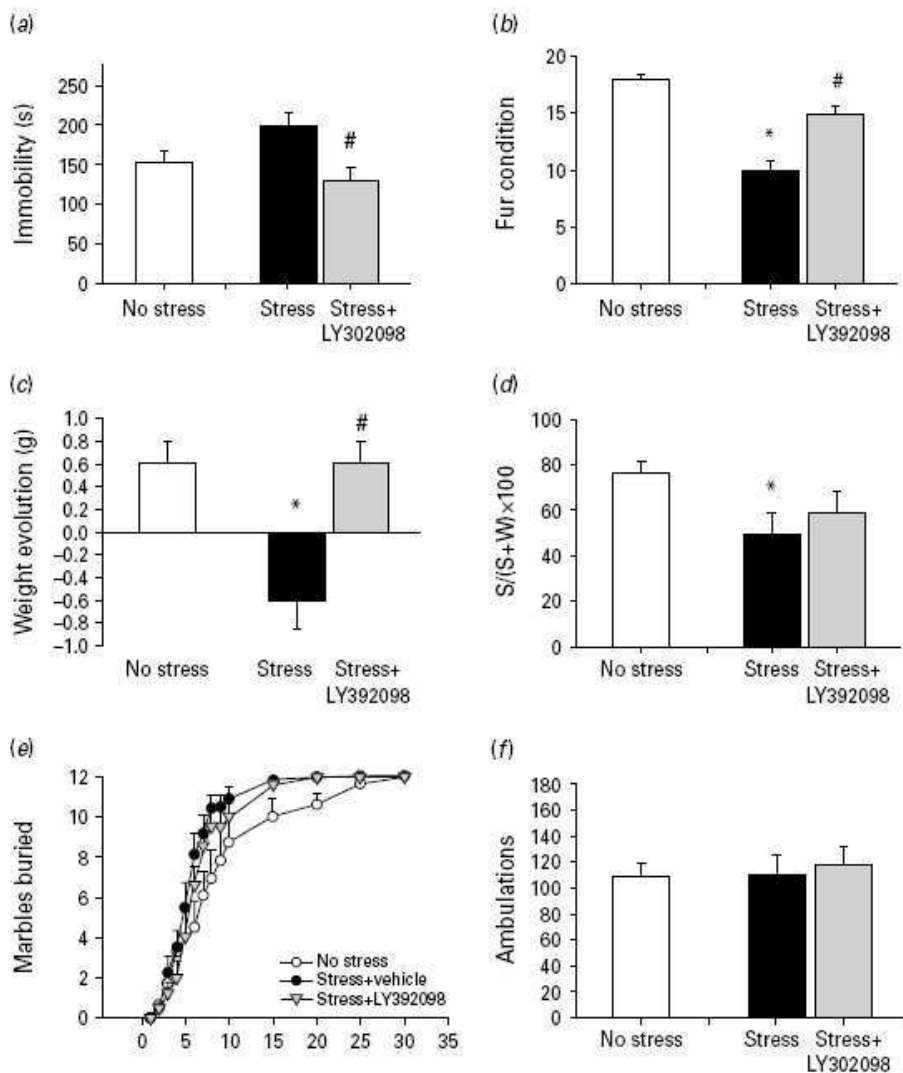 (a)
Immobility (s)
250
200
150
100
50
0
#
No stress
Stress
Stress+
LY302098
(b)
Fur condition
20
15
10
5
0
*
#
No stress
Stress
Stress+
LY392098
(c)
Weight evolution (g)
1.0
0.8
0.6
0.4
0.2
0.0
−0.2
−0.4
−0.6
−0.8
−1.0
*
#
No stress
Stress
Stress+
LY392098
(d)
S/(S+W)×100
100
80
60
40
20
0
*
No stress
Stress
Stress+
LY392098
(e)
Marbles buried
12
10
8
6
4
2
0
No stress
Stress+vehicle
Stress+LY392098
0 5 10 15 20 25 30 35
(f)
Ambulations
180
160
140
120
100
80
60
40
20
0
No stress
Stress
Stress+
LY302098